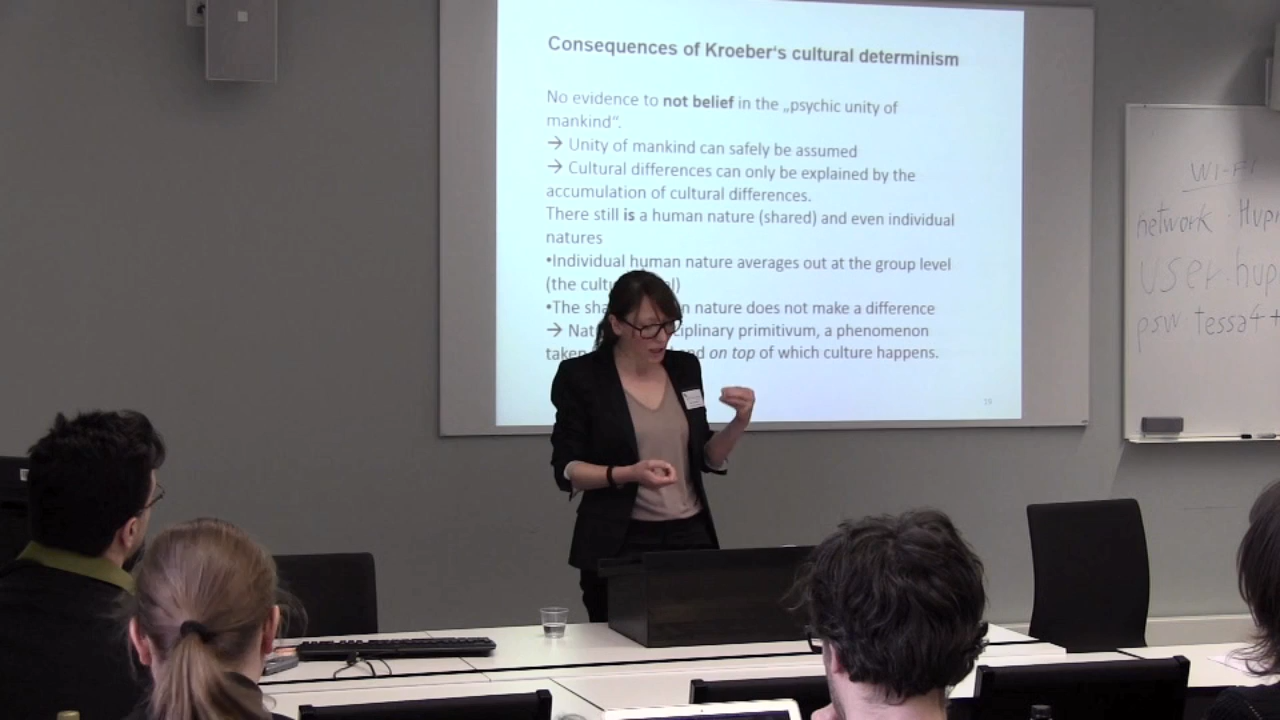 Consequences of Kroeber‘s cultural determinism
No evidence to not belief in the „psychic unity of
mankind“.
→ Unity of mankind can safely be assumed
→ Cultural differences can only be explained by the
accumulation of cultural differences.
There still is a human nature (shared) and even individual
natures
•Individual human nature averages out at the group level
(the cultu l)
•The sha n nature does not make a difference
→ Nat ciplinary primitivum, a phenomenon
taken nd on top of which culture happens.
19
WI-FI
network : Hup
user: hup
psw: tessa4+